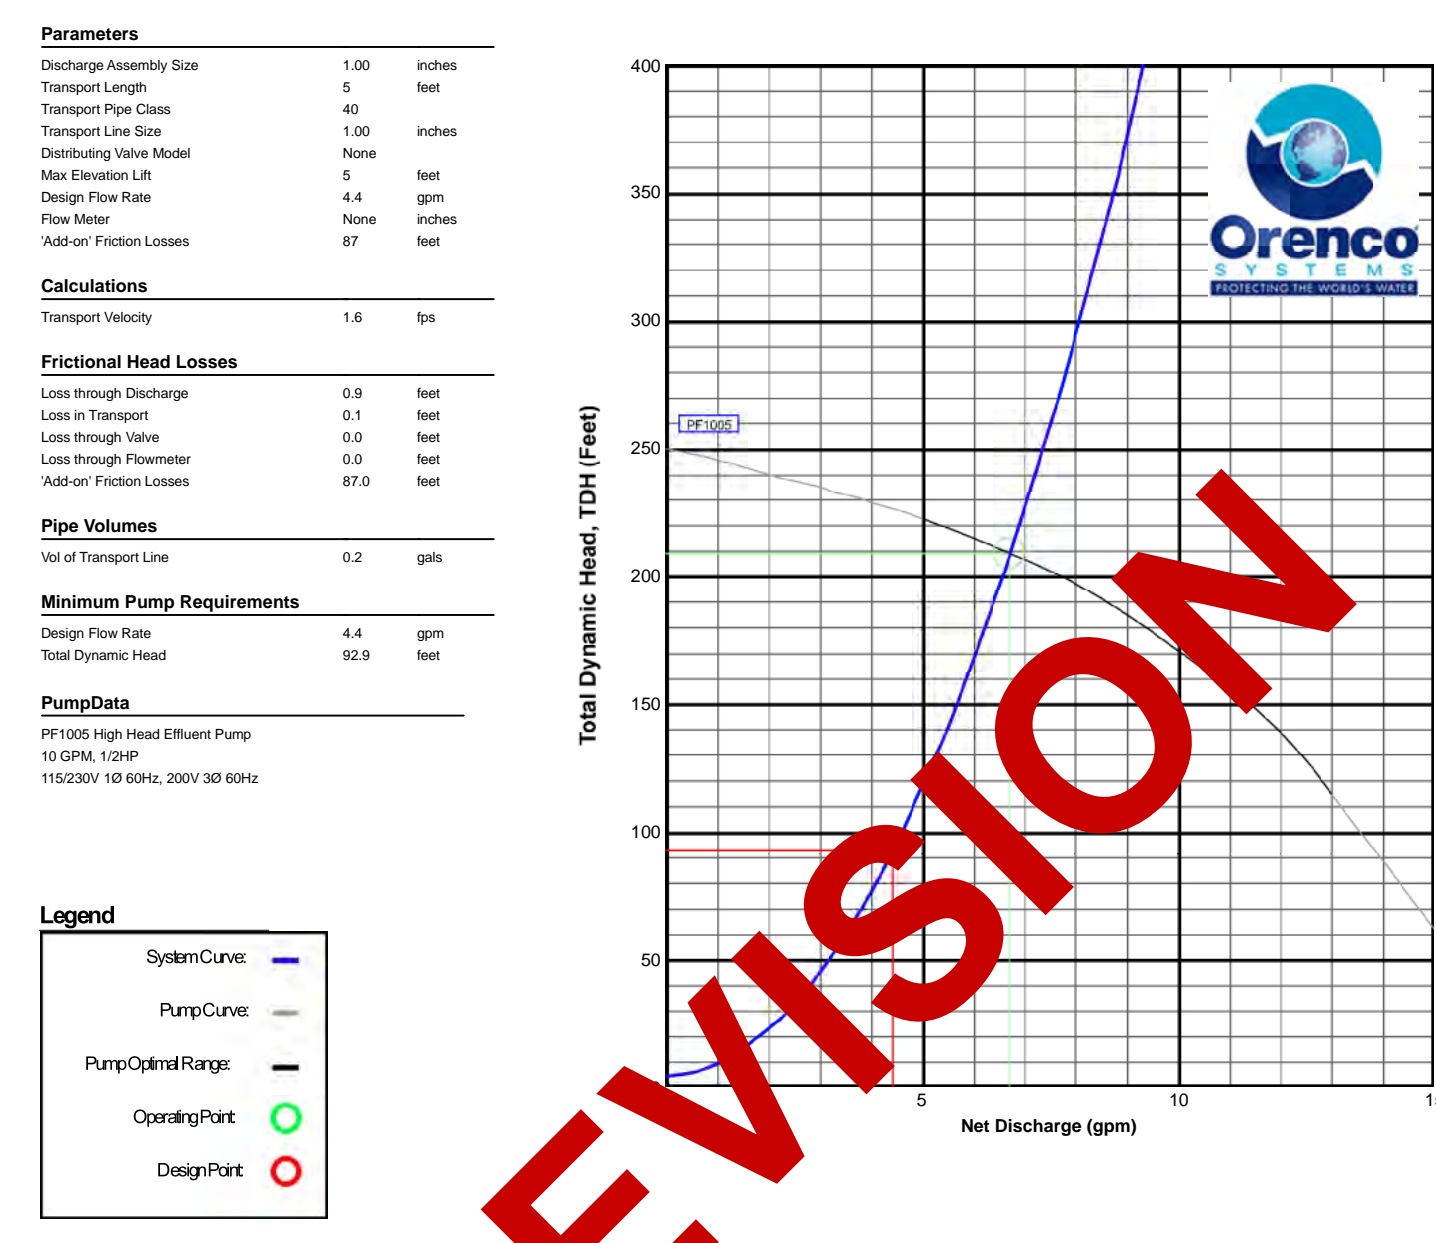 Parameters
Discharge Assembly Size 1.00 inches
Transport Length 5 feet
Transport Pipe Class 40
Transport Line Size 1.00 inches
Distributing Valve Model None
Max Elevation Lift 5 feet
Design Flow Rate 4.4 gpm
Flow Meter None inches
'Add-on' Friction Losses 87 feet
Calculations
Transport Velocity 1.6 fps
Frictional Head Losses
Loss through Discharge 0.9 feet
Loss in Transport 0.1 feet
Loss through Valve 0.0 feet
Loss through Flowmeter 0.0 feet
'Add-on' Friction Losses 87.0 feet
Pipe Volumes
Vol of Transport Line 0.2 gals
Minimum Pump Requirements
Design Flow Rate 4.4 gpm
Total Dynamic Head 92.9 feet
PumpData
PF1005 High Head Effluent Pump
10 GPM, 1/2HP
115/230V 1Ø 60Hz, 200V 3Ø 60Hz
Legend
System Curve:
Pump Curve:
Pump Optimal Range:
Operating Point:
Design Point:
Total Dynamic Head, TDH (Feet)
400
350
300
250
200
150
100
50
PF1005
Orenco
SYSTEMS
PROTECTING THE WORLD'S WATER
5 10
Net Discharge (gpm)
EVISION